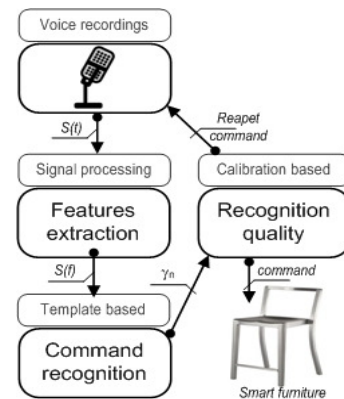 Voice recordings
S(t)
Reapet
command
Signal processing
Calibration based
Features
extraction
Recognition
quality
S(f)
γn
command
Template based
Command
recognition
Smart furniture